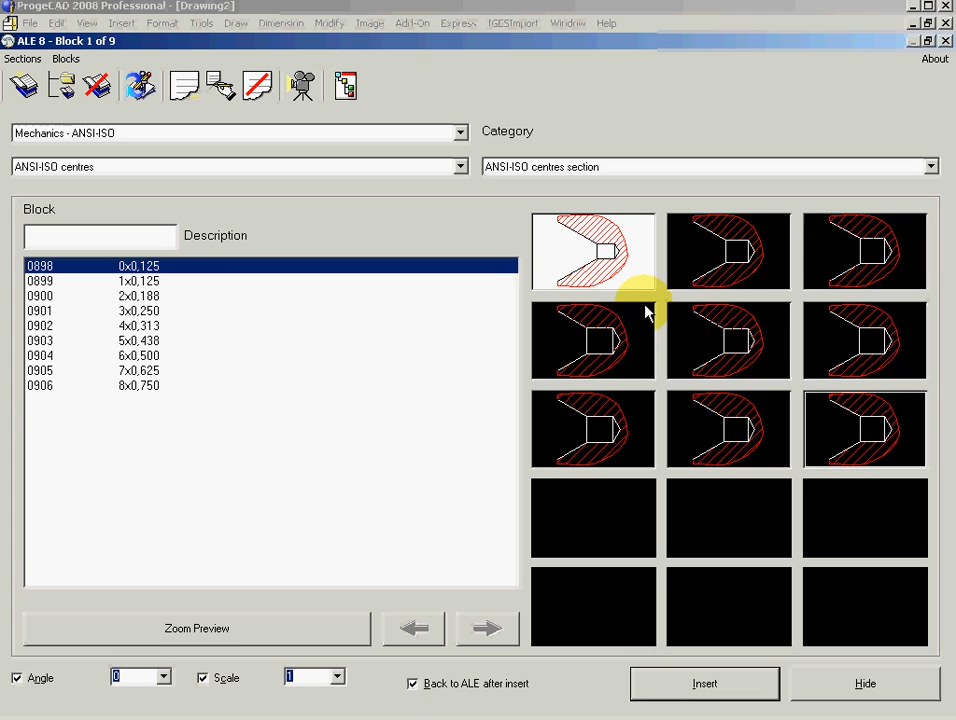 ProgeCAD 2008 Professional - [Drawing2]
File Edit View Insert Format Tools Draw Dimension Modify Image Add-On Express IGESImport Window Help
ALE 8 - Block 1 of 9
Sections Blocks About
Mechanics - ANSI-ISO
Category
ANSI-ISO centres
ANSI-ISO centres section
Block
Description
0898 0x0,125
0899 1x0,125
0900 2x0,188
0901 3x0,250
0902 4x0,313
0903 5x0,438
0904 6x0,500
0905 7x0,625
0906 8x0,750
Zoom Preview
Angle 0 Scale 1 Back to ALE after insert Insert Hide